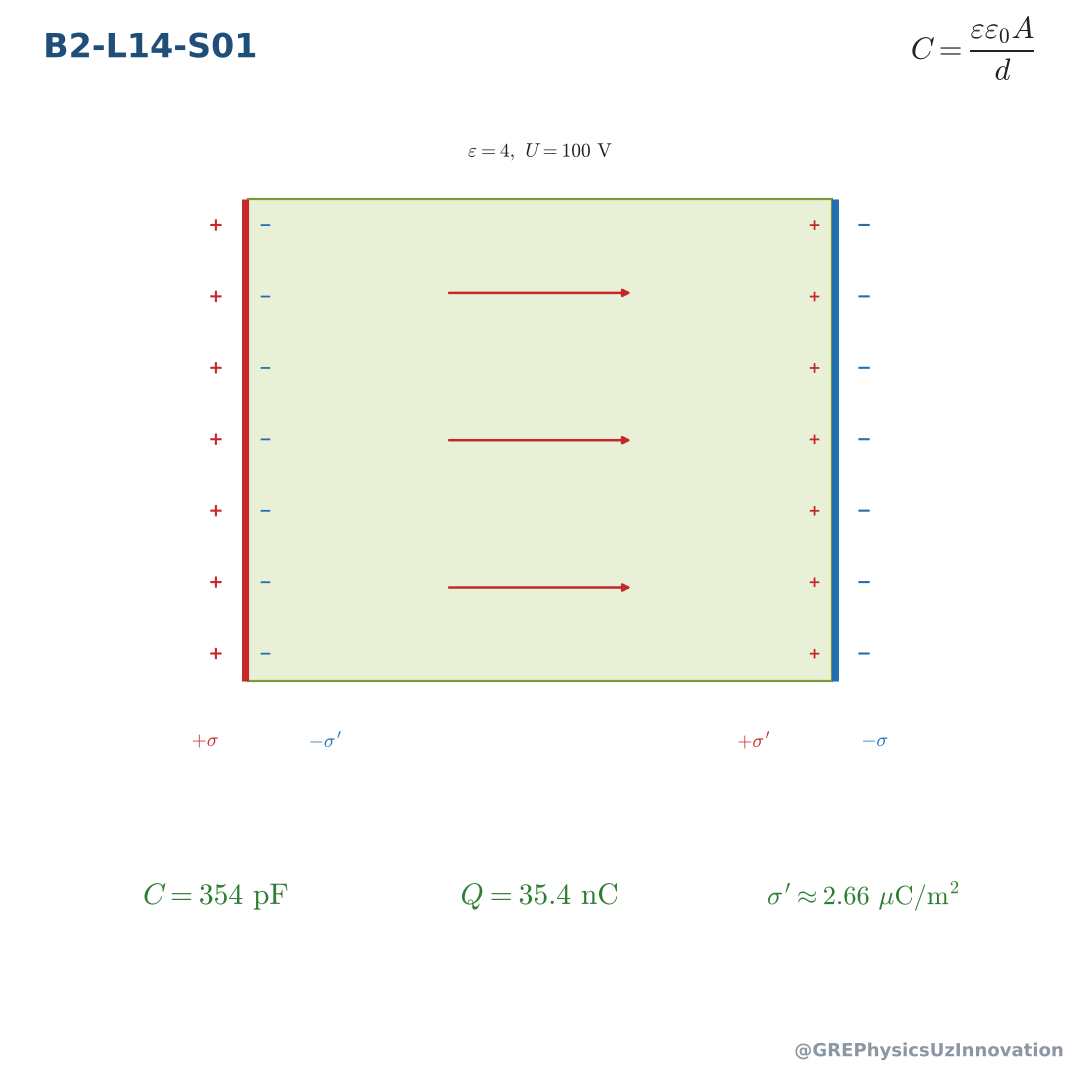 B2-L14-S01
C = εε₀A / d
ε = 4, U = 100 V
+ − + −
+ − + −
+ − + −
+ − + −
+ − + −
+ − + −
+ − + −
+σ −σ′ +σ′ −σ
C = 354 pF Q = 35.4 nC σ′ ≈ 2.66 μC/m²
@GREPhysicsUzInnovation